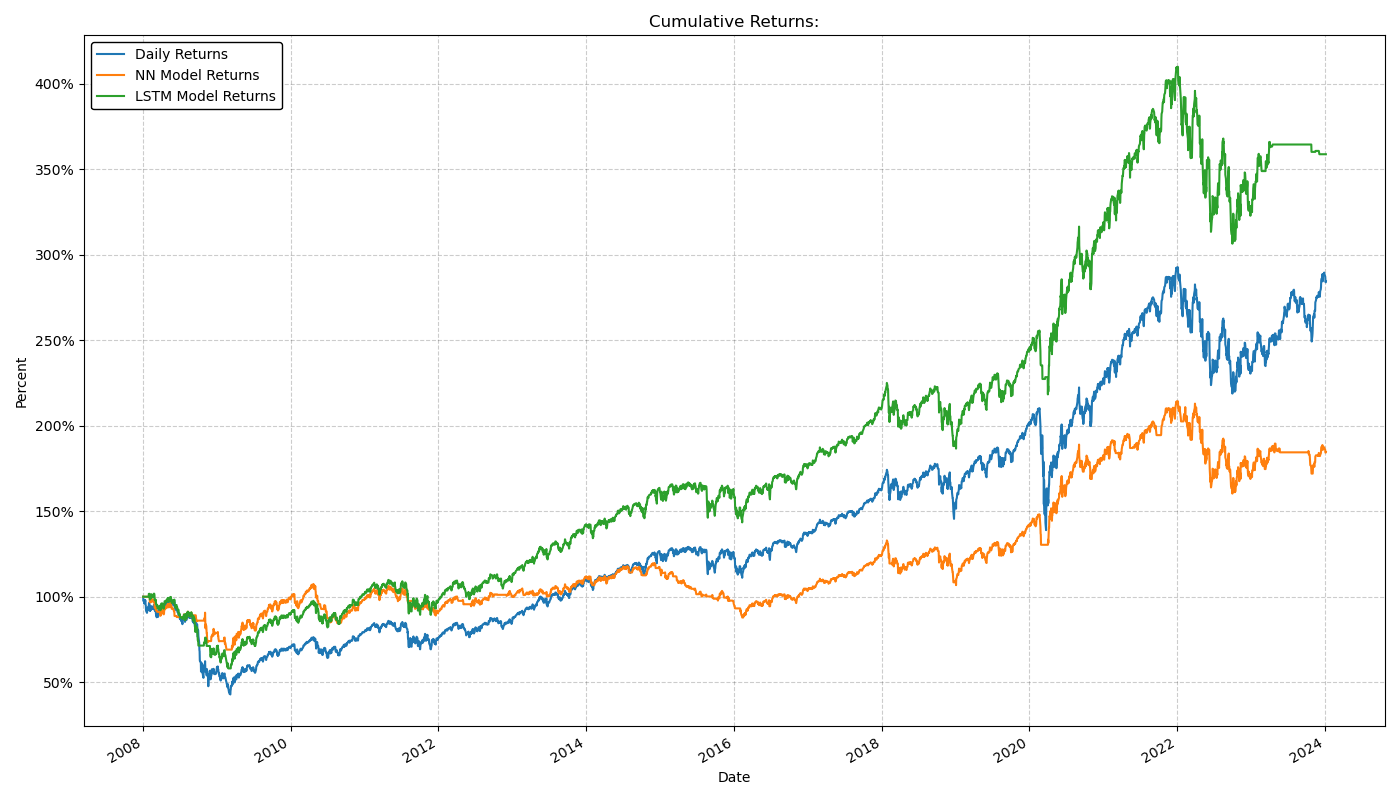 Cumulative Returns:
Daily Returns
NN Model Returns
LSTM Model Returns
400%
350%
300%
250%
200%
150%
100%
50%
Percent
2008
2010
2012
2014
2016
2018
2020
2022
2024
Date